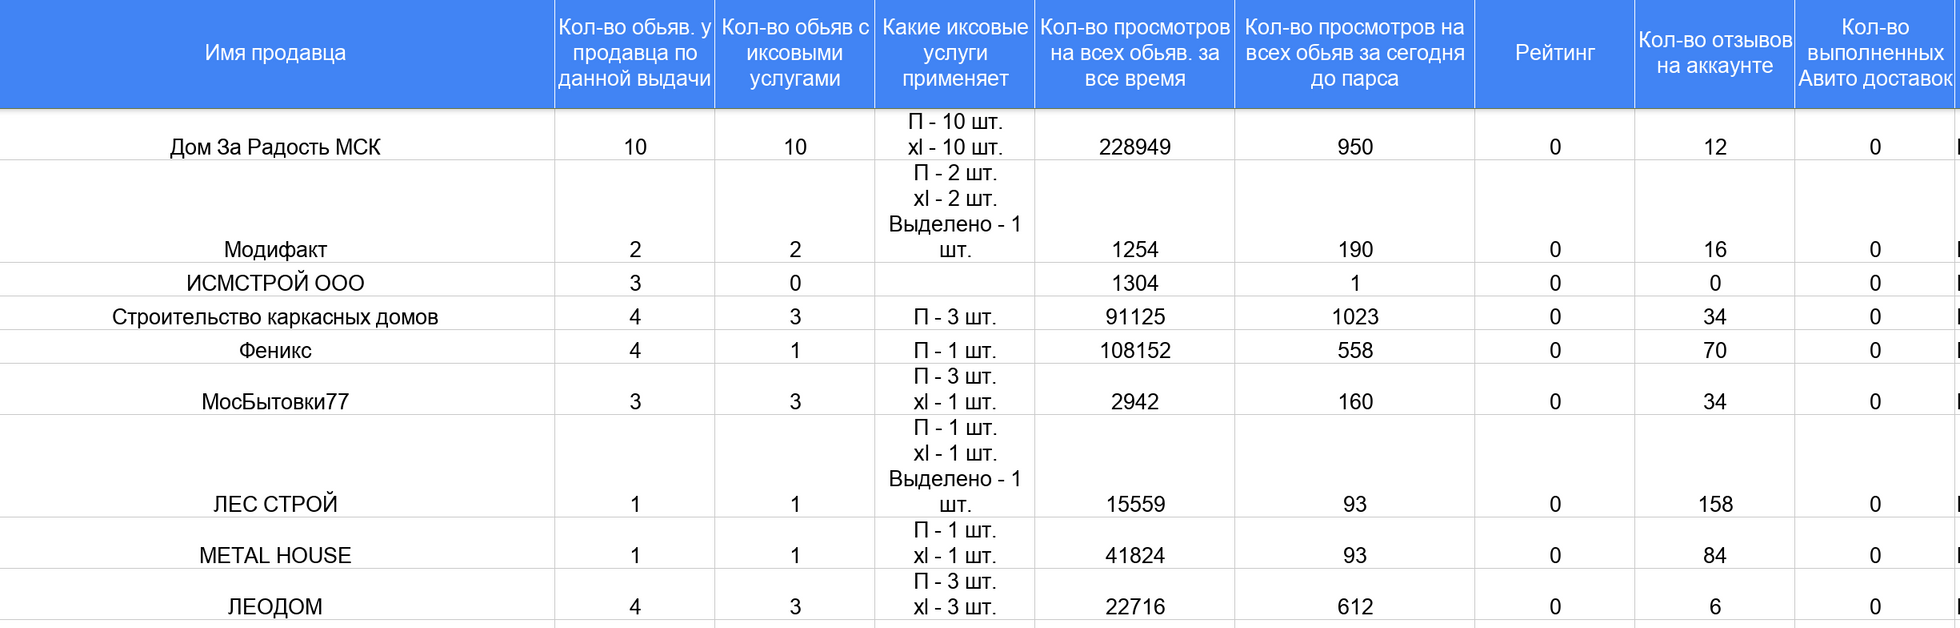 Имя продавца
Кол-во обьяв. у
продавца по
данной выдачи
Кол-во обьяв с
иксовыми
услугами
Какие иксовые
услуги
применяет
Кол-во просмотров
на всех обьяв. за
все время
Кол-во просмотров на
всех обьяв за сегодня
до парса
Рейтинг
Кол-во отзывов
на аккаунте
Кол-во
выполненных
Авито доставок
П - 10 шт.
Дом За Радость МСК 10 10 xl - 10 шт. 228949 950 0 12 0
П - 2 шт.
xl - 2 шт.
Выделено - 1
Модифакт 2 2 шт. 1254 190 0 16 0
ИСМСТРОЙ ООО 3 0 1304 1 0 0 0
Строительство каркасных домов 4 3 П - 3 шт. 91125 1023 0 34 0
Феникс 4 1 П - 1 шт. 108152 558 0 70 0
П - 3 шт.
МосБытовки77 3 3 xl - 1 шт. 2942 160 0 34 0
П - 1 шт.
xl - 1 шт.
Выделено - 1
ЛЕС СТРОЙ 1 1 шт. 15559 93 0 158 0
П - 1 шт.
METAL HOUSE 1 1 xl - 1 шт. 41824 93 0 84 0
П - 3 шт.
ЛЕОДОМ 4 3 xl - 3 шт. 22716 612 0 6 0